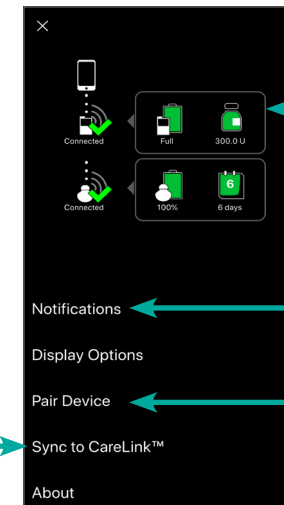 Connected
Full
300.0 U
6
Connected
100%
6 days
Notifications
Display Options
Pair Device
Sync to CareLink™
About